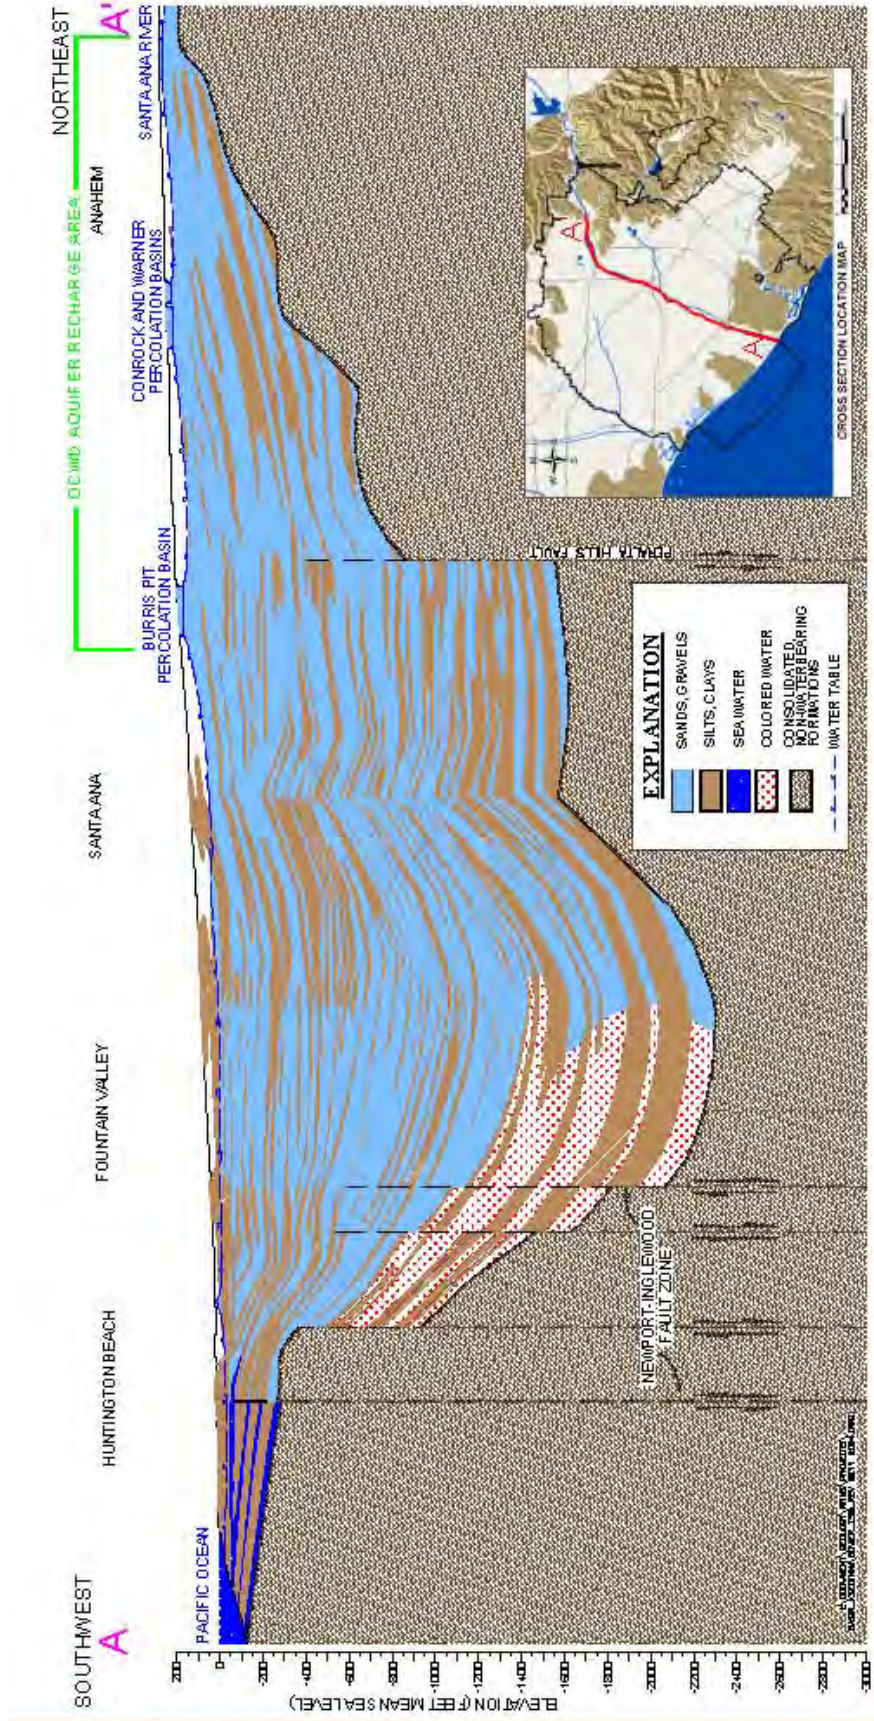 SOUTHWEST
A
NORTHEAST
A'
OCWD AQUIFER RECHARGE AREA
HUNTINGTON BEACH
FOUNTAIN VALLEY
SANTA ANA
ANAHEIM
PACIFIC OCEAN
BURRIS PIT
PERCOLATION BASIN
CONROCK AND WARNER
PERCOLATION BASINS
SANTA ANA RIVER
ELEVATION (FEET MEAN SEA LEVEL)
200
0
-200
-400
-600
-800
-1000
-1200
-1400
-1600
-1800
-2000
-2200
-2400
-2600
-2800
-3000
NEWPORT-INGLEWOOD
FAULT ZONE
PERALTA HILLS FAULT
EXPLANATION
SANDS, GRAVELS
SILTS, CLAYS
SEA WATER
COLORED WATER
CONSOLIDATED,
NON-WATER BEARING
FORMATIONS
WATER TABLE
A
A'
CROSS SECTION LOCATION MAP